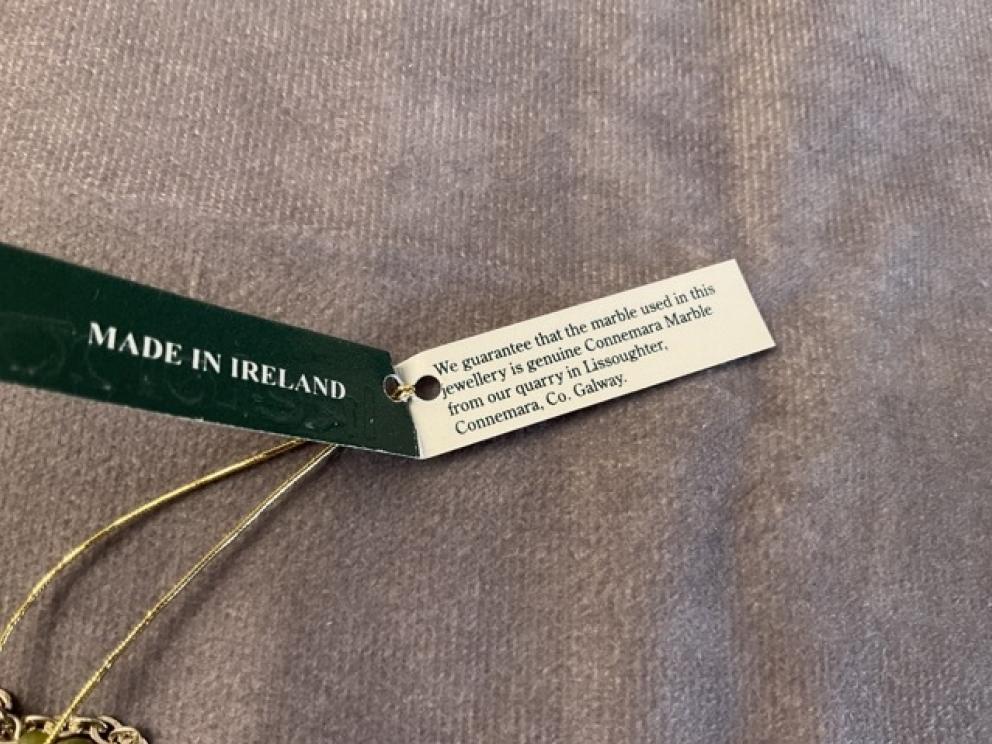 MADE IN IRELAND
We guarantee that the marble used in this
jewellery is genuine Connemara Marble
from our quarry in Lissoughter,
Connemara, Co. Galway.